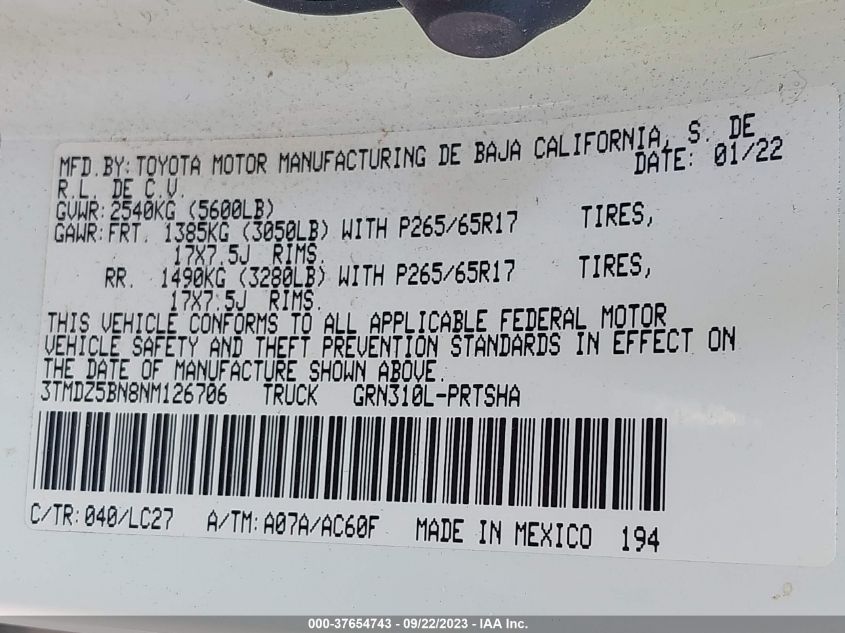 MFD.BY:TOYOTA MOTOR MANUFACTURING DE BAJA CALIFORNIA, S. DE
R.L. DE C.V. DATE: 01/22
GVWR:2540KG (5600LB)
GAWR:FRT. 1385KG (3050LB) WITH P265/65R17 TIRES,
17X7.5J RIMS.
RR. 1490KG (3280LB) WITH P265/65R17 TIRES,
17X7.5J RIMS.
THIS VEHICLE CONFORMS TO ALL APPLICABLE FEDERAL MOTOR
VEHICLE SAFETY AND THEFT PREVENTION STANDARDS IN EFFECT ON
THE DATE OF MANUFACTURE SHOWN ABOVE.
3TMDZ5BN8NM126706 TRUCK GRN310L-PRTSHA
C/TR:040/LC27 A/TM:A07A/AC60F MADE IN MEXICO 194
000-37654743 - 09/22/2023 - IAA Inc.